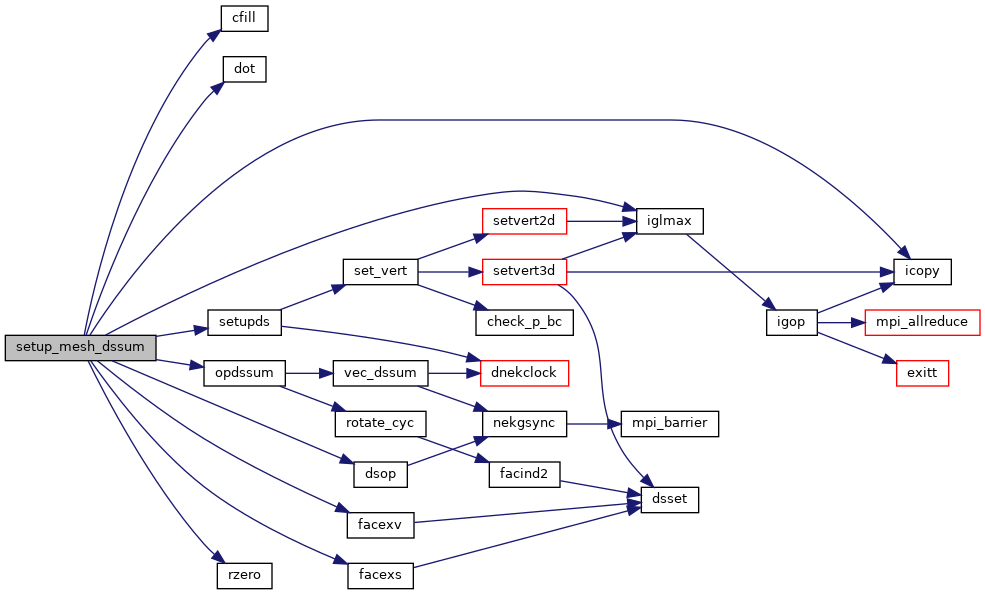 cfill
dot
setvert2d
iglmax
set_vert
setvert3d
icopy
setupds
check_p_bc
igop
mpi_allreduce
setup_mesh_dssum
opdssum
vec_dssum
dnekclock
exitt
rotate_cyc
nekgsync
mpi_barrier
dsop
facind2
dsset
facexv
rzero
facexs